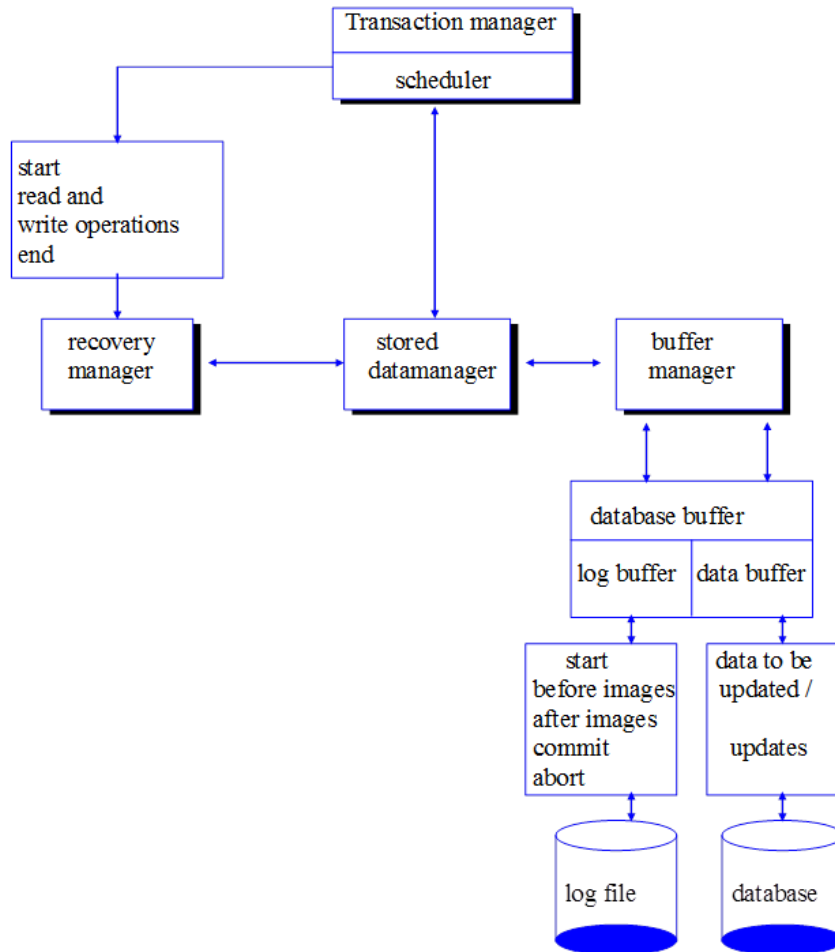 Transaction manager
scheduler
start
read and
write operations
end
recovery
manager
stored
datamanager
buffer
manager
database buffer
log buffer
data buffer
start
before images
after images
commit
abort
data to be
updated /
updates
log file
database